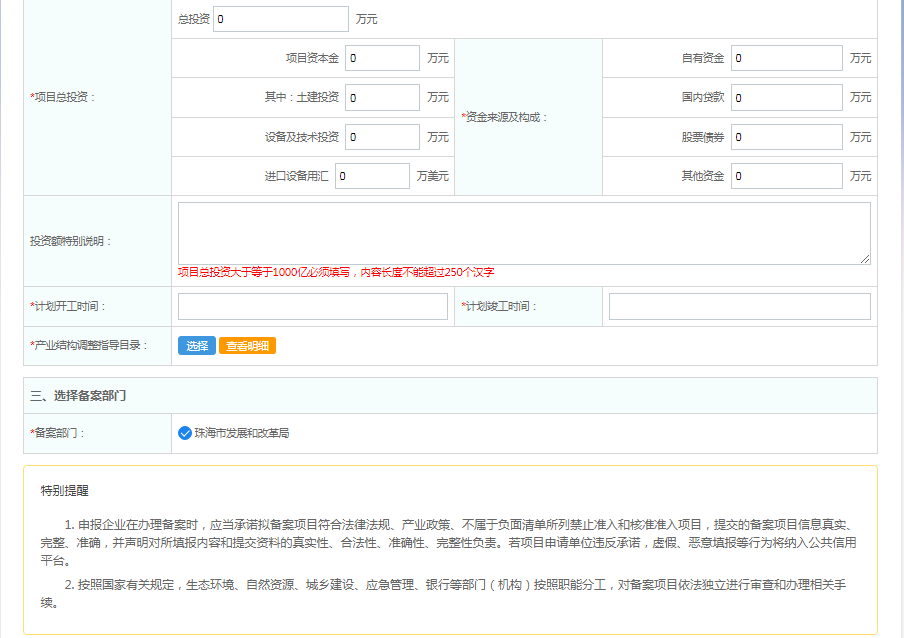 总投资 0 万元
*项目总投资：
项目资本金 0 万元
其中：土建投资 0 万元
设备及技术投资 0 万元
进口设备用汇 0 万美元
*资金来源及构成：
自有资金 0 万元
国内贷款 0 万元
股票债券 0 万元
其他资金 0 万元
投资额特别说明：
项目总投资大于等于1000亿必须填写，内容长度不能超过250个汉字
*计划开工时间： *计划竣工时间：
*产业结构调整指导目录： 选择 查看明细
三、选择备案部门
*备案部门： 珠海市发展和改革局
特别提醒
1. 申报企业在办理备案时，应当承诺拟备案项目符合法律法规、产业政策、不属于负面清单所列禁止准入和核准准入项目，提交的备案项目信息真实、
完整、准确，并声明对所填报内容和提交资料的真实性、合法性、准确性、完整性负责。若项目申请单位违反承诺，虚假、恶意填报等行为将纳入公共信用
平台。
2. 按照国家有关规定，生态环境、自然资源、城乡建设、应急管理、银行等部门（机构）按照职能分工，对备案项目依法独立进行审查和办理相关手
续。